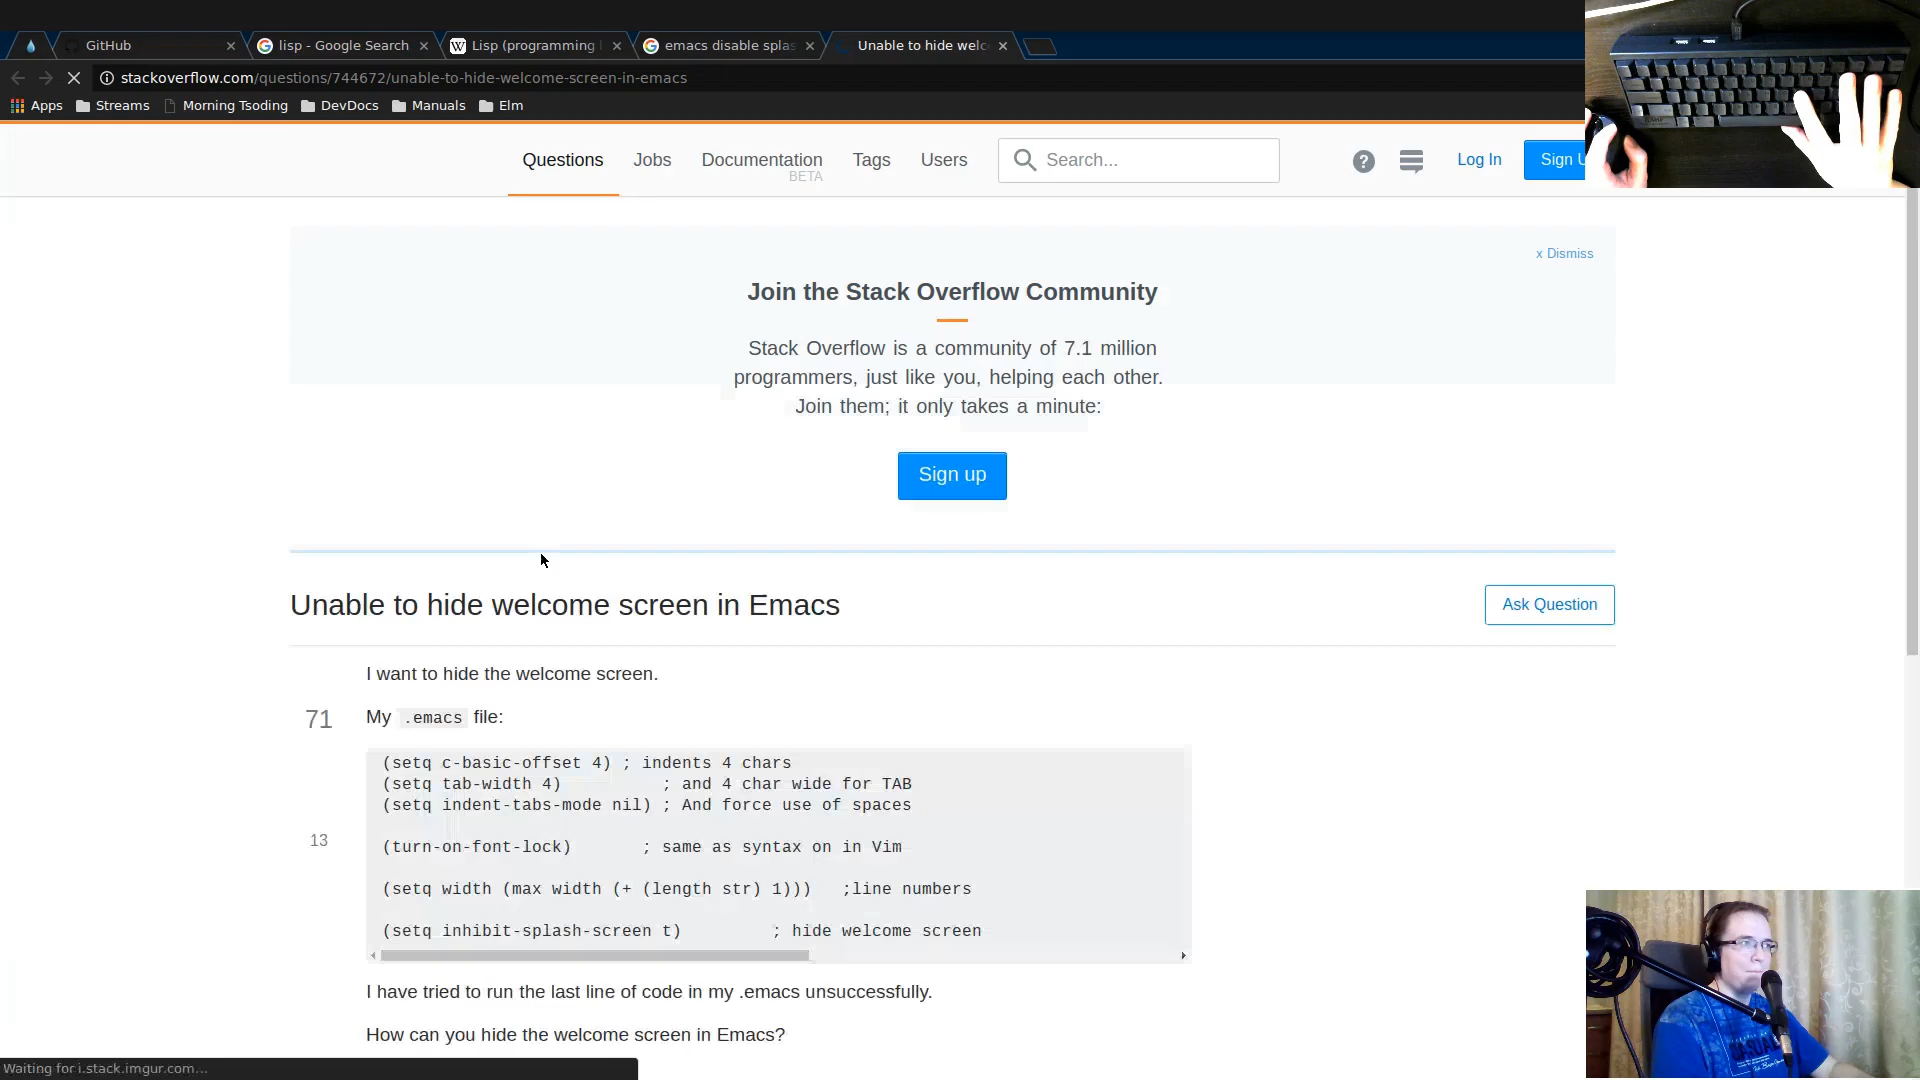 GitHub
lisp - Google Search
Lisp (programming l
emacs disable splas
Unable to hide welc
stackoverflow.com/questions/744672/unable-to-hide-welcome-screen-in-emacs
Apps Streams Morning Tsoding DevDocs Manuals Elm
Questions Jobs Documentation Tags Users Search... Log In Sign U
BETA
x Dismiss
Join the Stack Overflow Community
Stack Overflow is a community of 7.1 million
programmers, just like you, helping each other.
Join them; it only takes a minute:
Sign up
Unable to hide welcome screen in Emacs
Ask Question
I want to hide the welcome screen.
71
My .emacs file:
(setq c-basic-offset 4) ; indents 4 chars
(setq tab-width 4) ; and 4 char wide for TAB
(setq indent-tabs-mode nil) ; And force use of spaces
13
(turn-on-font-lock) ; same as syntax on in Vim
(setq width (max width (+ (length str) 1))) ;line numbers
(setq inhibit-splash-screen t) ; hide welcome screen
I have tried to run the last line of code in my .emacs unsuccessfully.
How can you hide the welcome screen in Emacs?
Waiting for i.stack.imgur.com...
CASUAL